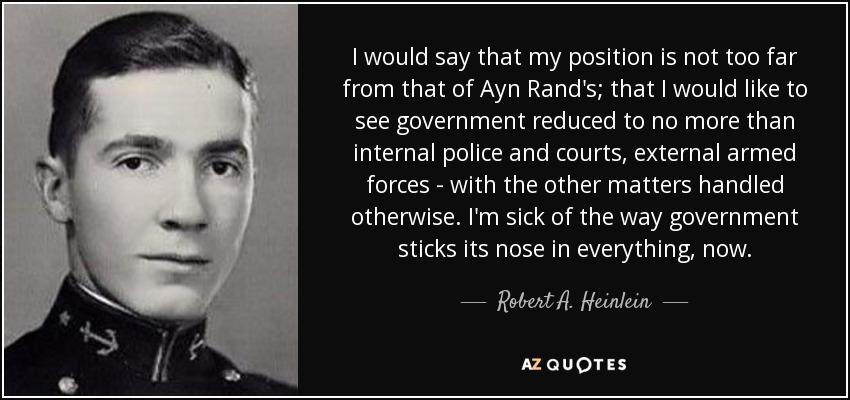 I would say that my position is not too far
from that of Ayn Rand's; that I would like to
see government reduced to no more than
internal police and courts, external armed
forces - with the other matters handled
otherwise. I'm sick of the way government
sticks its nose in everything, now.
Robert A. Heinlein
AZ QUOTES